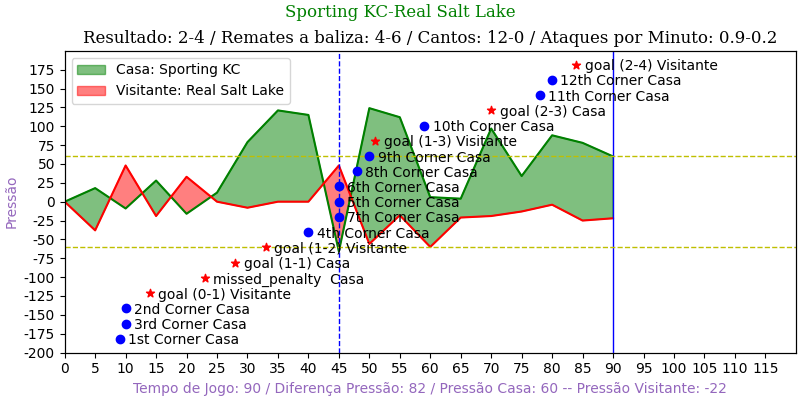 Sporting KC-Real Salt Lake
Resultado: 2-4 / Remates a baliza: 4-6 / Cantos: 12-0 / Ataques por Minuto: 0.9-0.2
Casa: Sporting KC
Visitante: Real Salt Lake
goal (2-4) Visitante
12th Corner Casa
11th Corner Casa
goal (2-3) Casa
10th Corner Casa
goal (1-3) Visitante
9th Corner Casa
8th Corner Casa
6th Corner Casa
5th Corner Casa
7th Corner Casa
4th Corner Casa
goal (1-2) Visitante
goal (1-1) Casa
missed_penalty  Casa
goal (0-1) Visitante
2nd Corner Casa
3rd Corner Casa
1st Corner Casa
Pressão
175
150
125
100
75
50
25
0
-25
-50
-75
-100
-125
-150
-175
-200
0 5 10 15 20 25 30 35 40 45 50 55 60 65 70 75 80 85 90 95 100 105 110 115
Tempo de Jogo: 90 / Diferença Pressão: 82 / Pressão Casa: 60 -- Pressão Visitante: -22